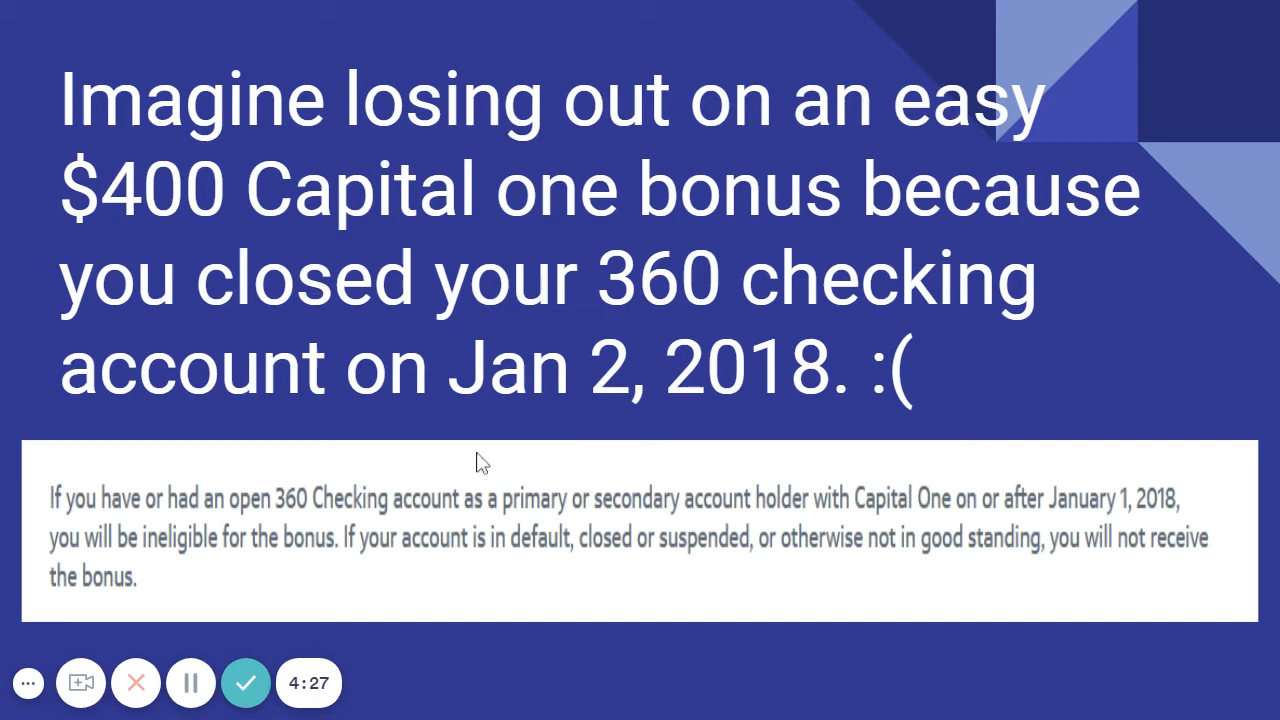 Imagine losing out on an easy
$400 Capital one bonus because
you closed your 360 checking
account on Jan 2, 2018. :(
If you have or had an open 360 Checking account as a primary or secondary account holder with Capital One on or after January 1, 2018,
you will be ineligible for the bonus. If your account is in default, closed or suspended, or otherwise not in good standing, you will not receive
the bonus.
4:27